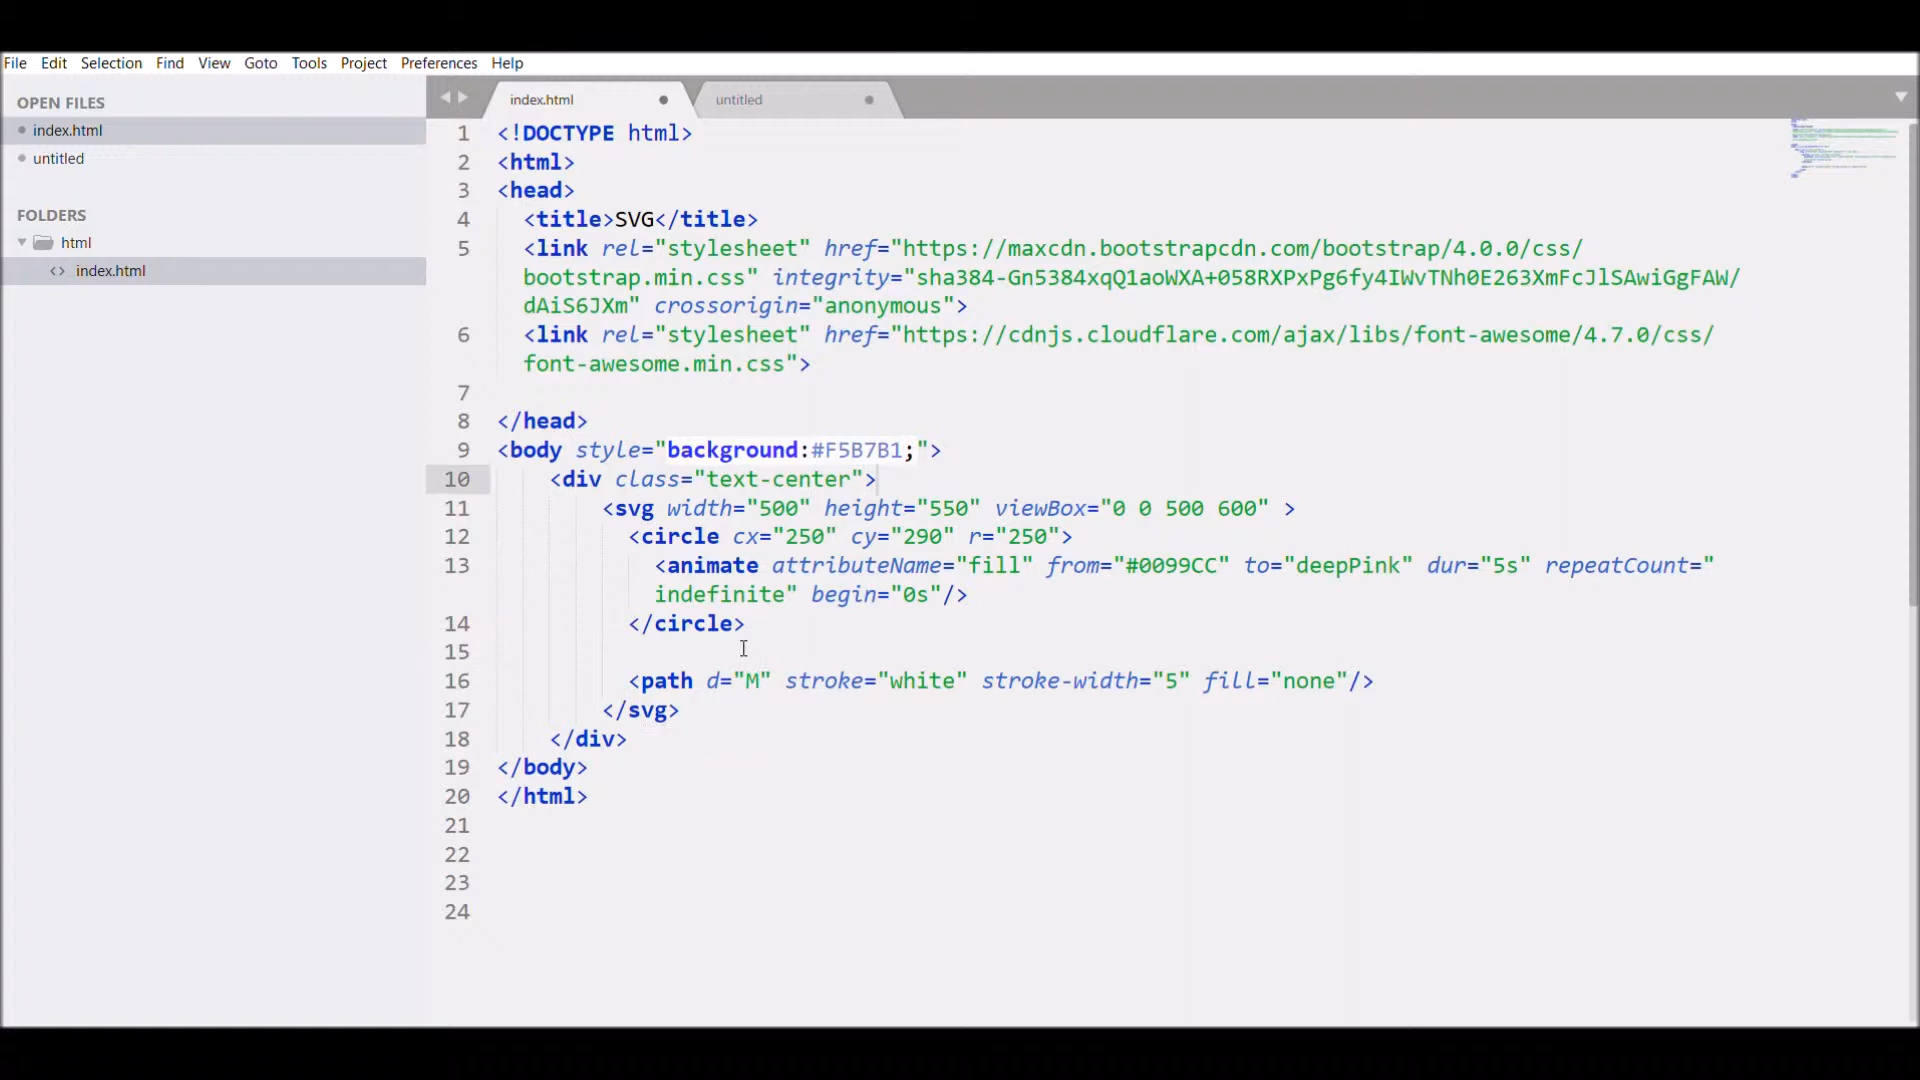 File Edit Selection Find View Goto Tools Project Preferences Help
OPEN FILES
index.html
untitled
FOLDERS
html
<> index.html
index.html
untitled
1 <!DOCTYPE html>
2 <html>
3 <head>
4 <title>SVG</title>
5 <link rel="stylesheet" href="https://maxcdn.bootstrapcdn.com/bootstrap/4.0.0/css/
bootstrap.min.css" integrity="sha384-Gn5384xqQ1aoWXA+058RXPxPg6fy4IWvTNh0E263XmFcJlSAwiGgFAW/
dAiS6JXm" crossorigin="anonymous">
6 <link rel="stylesheet" href="https://cdnjs.cloudflare.com/ajax/libs/font-awesome/4.7.0/css/
font-awesome.min.css">
7
8 </head>
9 <body style="background:#F5B7B1;">
10 <div class="text-center">
11 <svg width="500" height="550" viewBox="0 0 500 600" >
12 <circle cx="250" cy="290" r="250">
13 <animate attributeName="fill" from="#0099CC" to="deepPink" dur="5s" repeatCount="
indefinite" begin="0s"/>
14 </circle>
15
16 <path d="M" stroke="white" stroke-width="5" fill="none"/>
17 </svg>
18 </div>
19 </body>
20 </html>
21
22
23
24